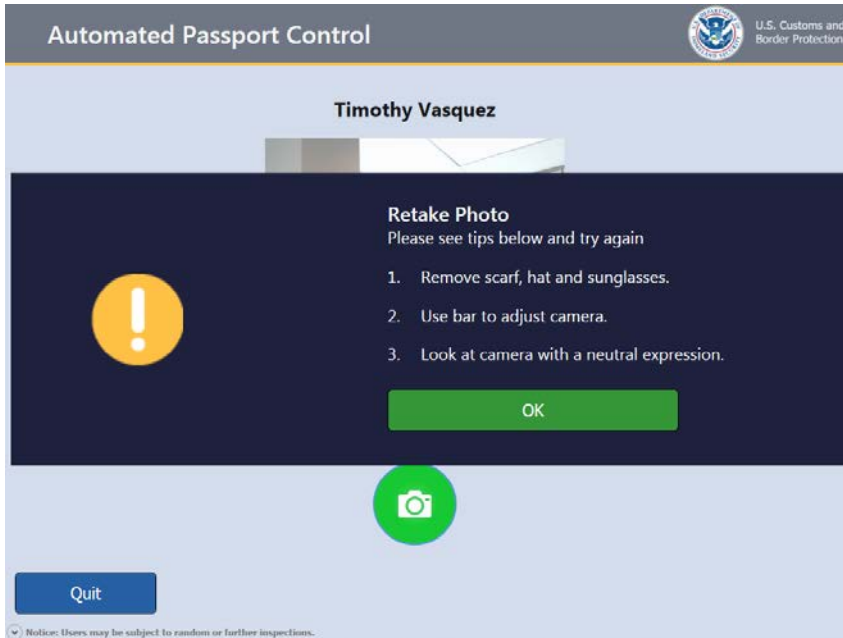 Automated Passport Control
U.S. Customs and
Border Protection
Timothy Vasquez
Retake Photo
Please see tips below and try again
1. Remove scarf, hat and sunglasses.
2. Use bar to adjust camera.
3. Look at camera with a neutral expression.
OK
Quit
Notice: Users may be subject to random or further inspections.